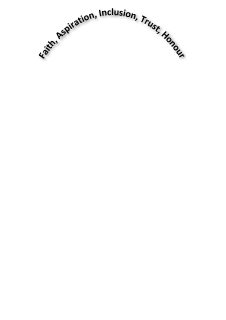 Faith, Aspiration, Inclusion, Trust, Honour